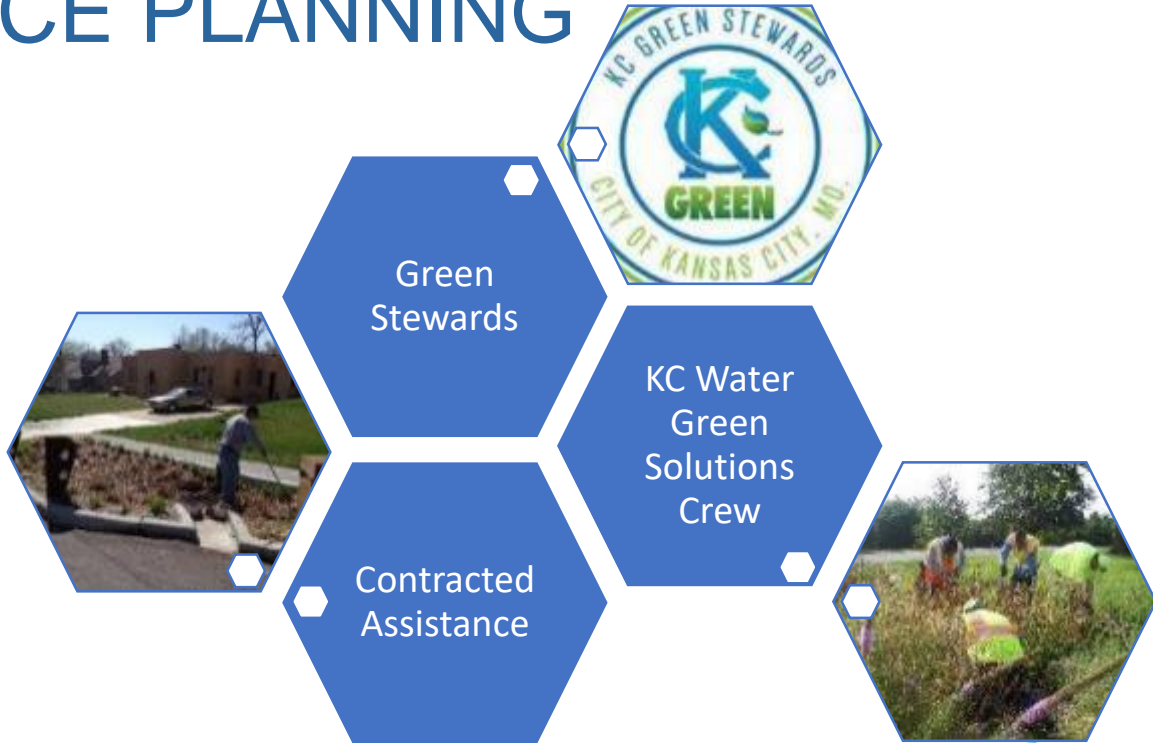 CE PLANNING
KC GREEN STEWARDS
KC
GREEN
CITY OF KANSAS CITY, MO.
Green
Stewards
KC Water
Green
Solutions
Crew
Contracted
Assistance